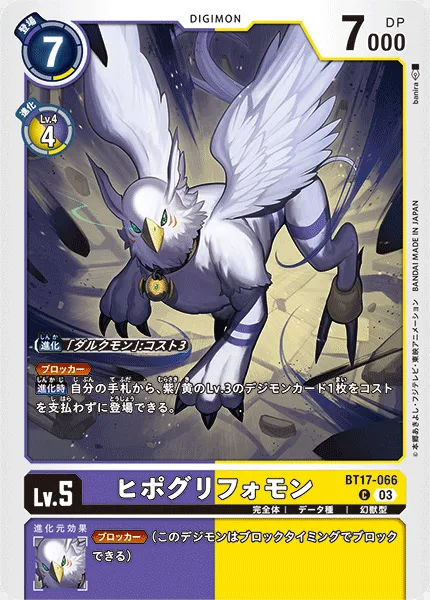 登場
DIGIMON
7
7000
DP
banira
進化
Lv.4
4
©本郷あきよし・フジテレビ・東映アニメーション BANDAI MADE IN JAPAN
進化 「ダルクモン」:コスト3
ブロッカー
進化時 自分の手札から、紫/黄のLv.3のデジモンカード1枚をコスト
を支払わずに登場できる。
Lv.5
ヒポグリフォモン
BT17-066
C 03
完全体 データ種 幻獣型
進化元効果
ブロッカー (このデジモンはブロックタイミングでブロック
できる)